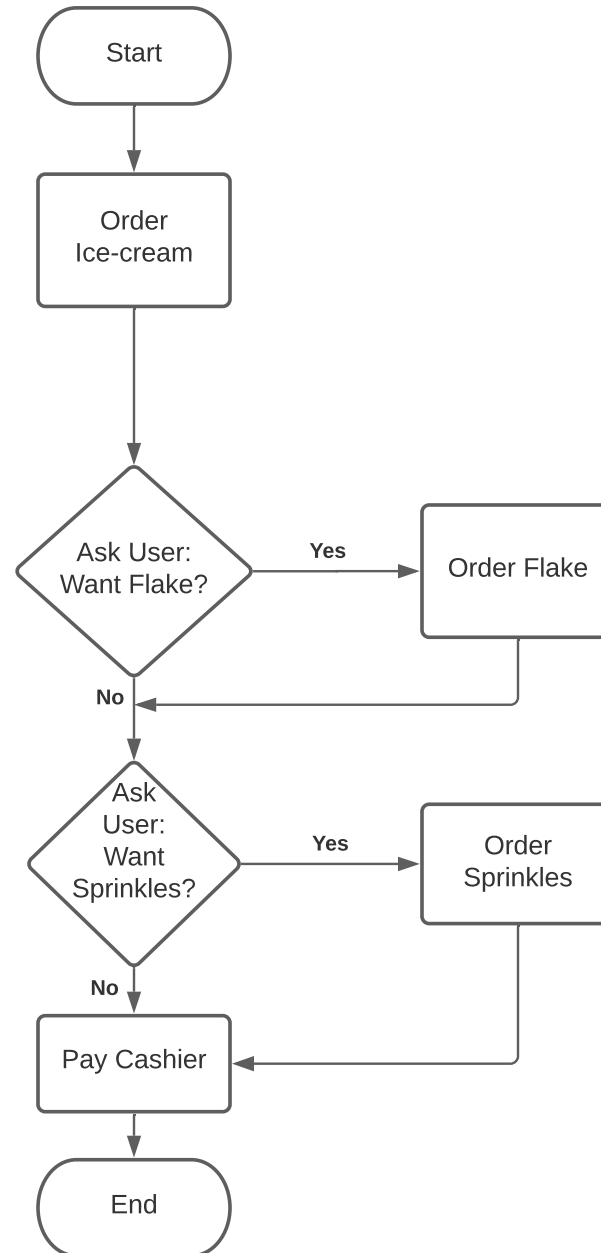 Start
Order
Ice-cream
Ask User:
Want Flake?
Yes
Order Flake
No
Ask
User:
Want
Sprinkles?
Yes
Order
Sprinkles
No
Pay Cashier
End